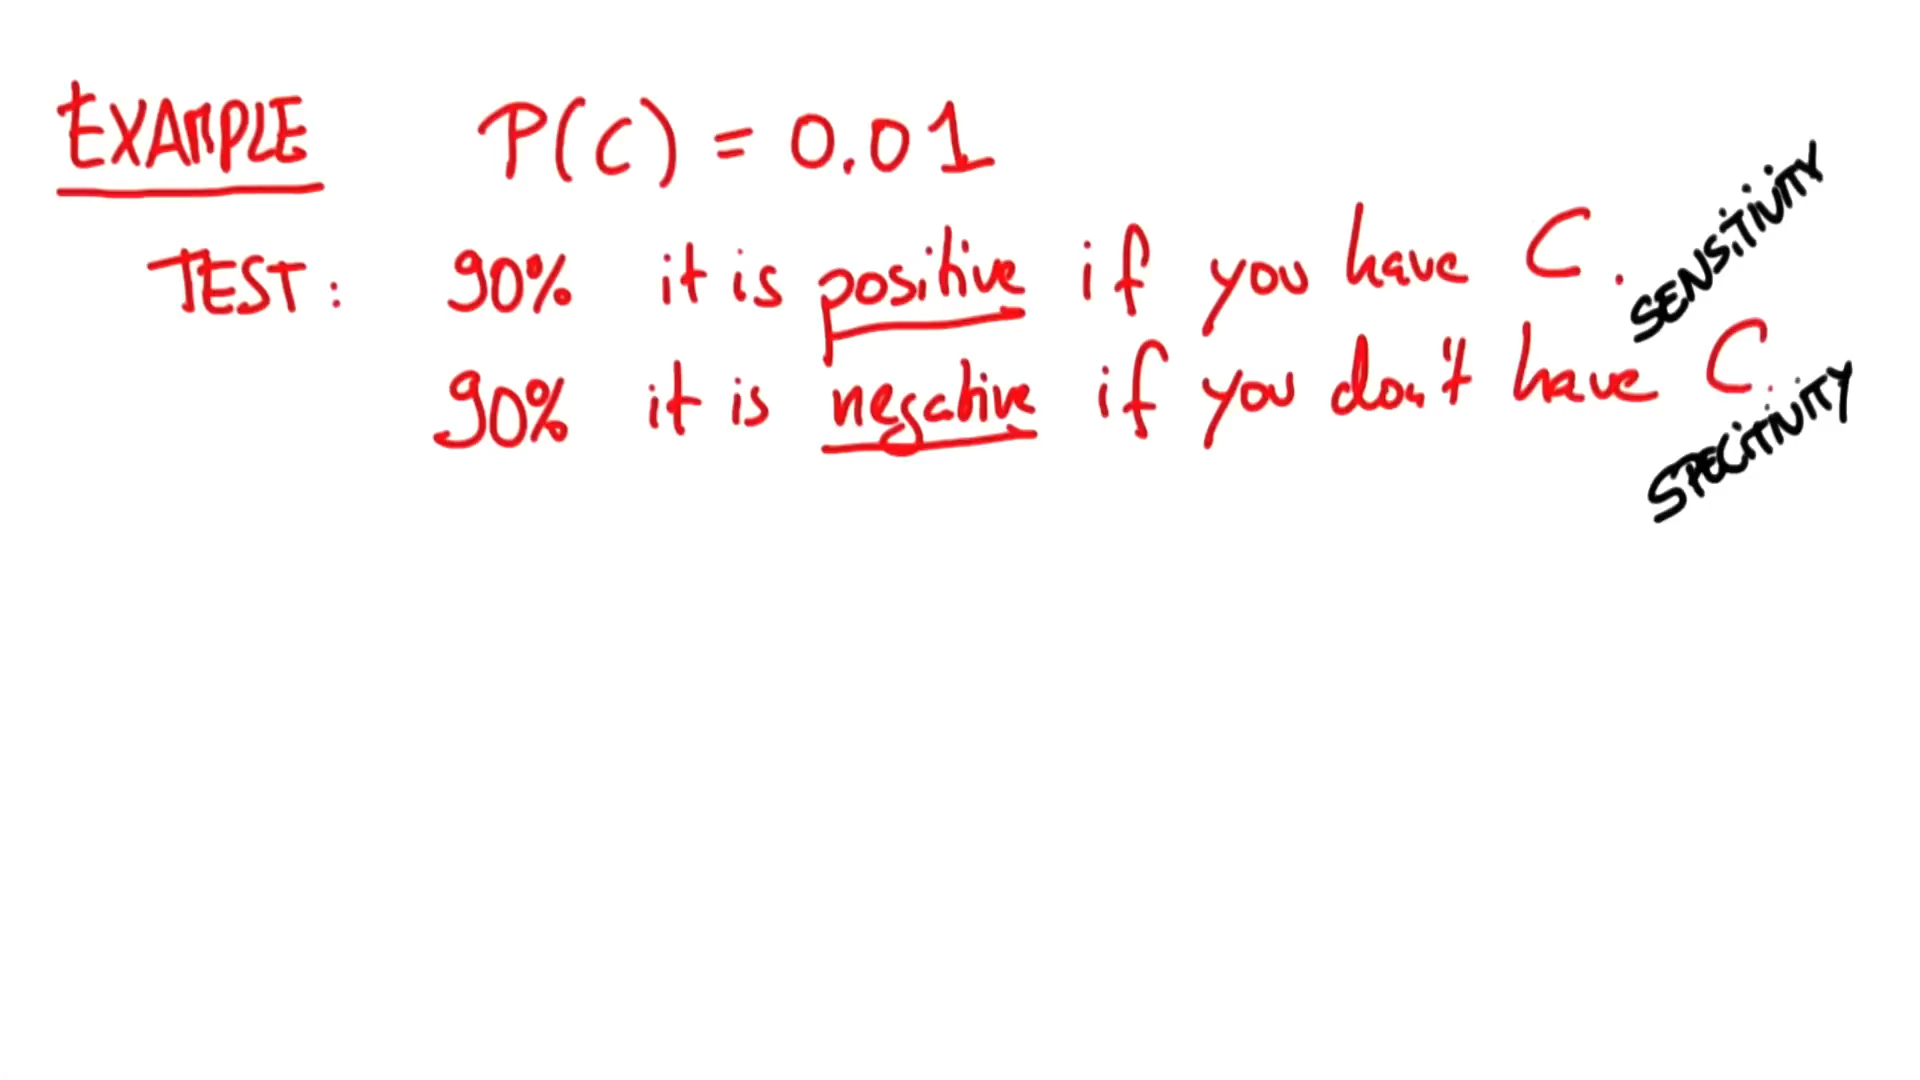 EXAMPLE P(C) = 0.01
TEST: 90% it is positive if you have C. SENSITIVITY
90% it is negative if you don't have C. SPECITIVITY